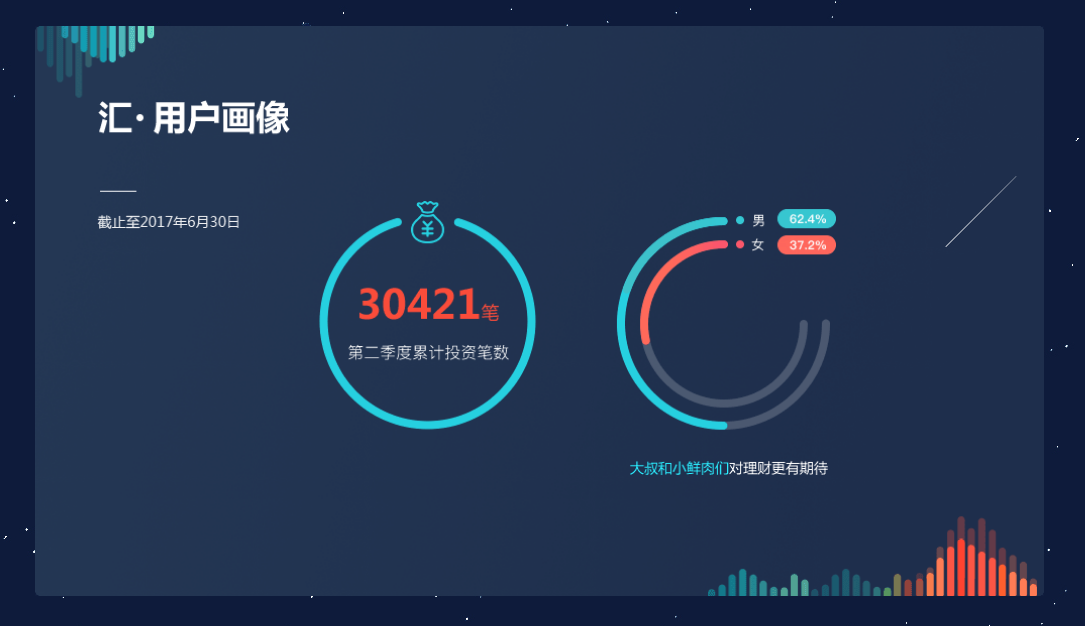 汇·用户画像
截止至2017年6月30日
¥
30421笔
第二季度累计投资笔数
男 62.4%
女 37.2%
大叔和小鲜肉们对理财更有期待